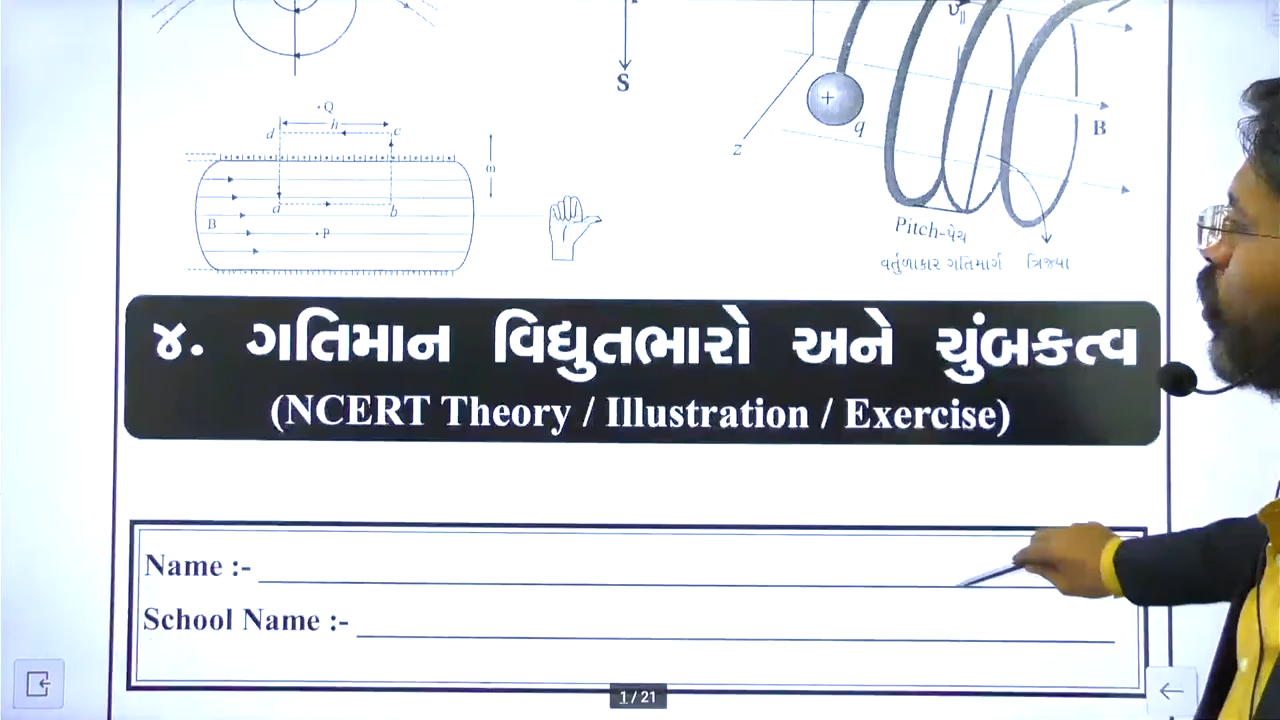 S
Q
d
h
c
a
b
B
P
+
q
z
υ∥
B
Pitch-પેચ
વર્તુળાકાર ગતિમાર્ગ
ત્રિજ્યા
૪. ગતિમાન વિદ્યુતભારો અને ચુંબકત્વ
(NCERT Theory / Illustration / Exercise)
Name :-
School Name :-
1 / 21